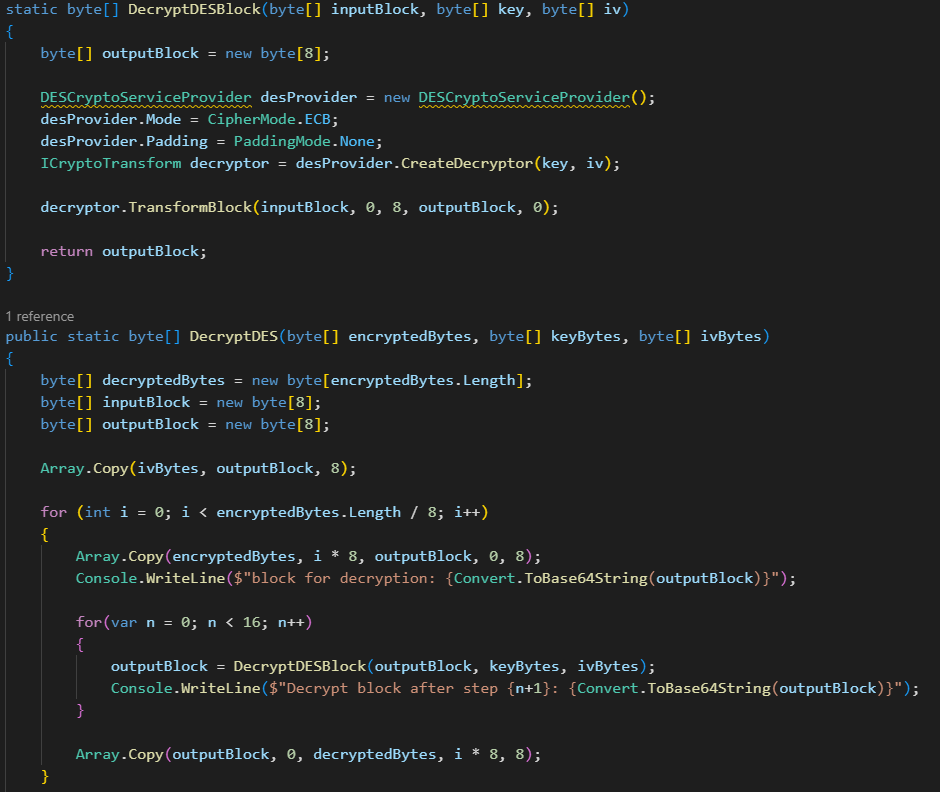 static byte[] DecryptDESBlock(byte[] inputBlock, byte[] key, byte[] iv)
{
    byte[] outputBlock = new byte[8];

    DESCryptoServiceProvider desProvider = new DESCryptoServiceProvider();
    desProvider.Mode = CipherMode.ECB;
    desProvider.Padding = PaddingMode.None;
    ICryptoTransform decryptor = desProvider.CreateDecryptor(key, iv);

    decryptor.TransformBlock(inputBlock, 0, 8, outputBlock, 0);

    return outputBlock;
}

1 reference
public static byte[] DecryptDES(byte[] encryptedBytes, byte[] keyBytes, byte[] ivBytes)
{
    byte[] decryptedBytes = new byte[encryptedBytes.Length];
    byte[] inputBlock = new byte[8];
    byte[] outputBlock = new byte[8];

    Array.Copy(ivBytes, outputBlock, 8);

    for (int i = 0; i < encryptedBytes.Length / 8; i++)
    {
        Array.Copy(encryptedBytes, i * 8, outputBlock, 0, 8);
        Console.WriteLine($"block for decryption: {Convert.ToBase64String(outputBlock)}");

        for(var n = 0; n < 16; n++)
        {
            outputBlock = DecryptDESBlock(outputBlock, keyBytes, ivBytes);
            Console.WriteLine($"Decrypt block after step {n+1}: {Convert.ToBase64String(outputBlock)}");
        }

        Array.Copy(outputBlock, 0, decryptedBytes, i * 8, 8);
    }